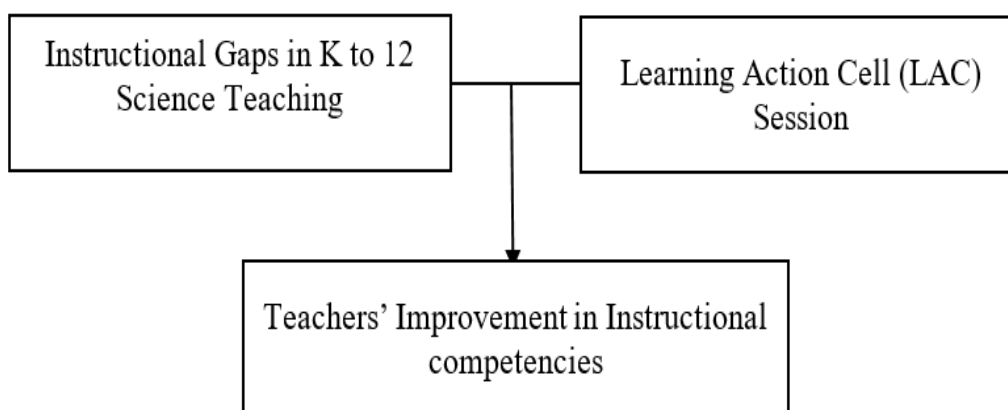 Instructional Gaps in K to 12
Science Teaching
Learning Action Cell (LAC)
Session
Teachers’ Improvement in Instructional
competencies